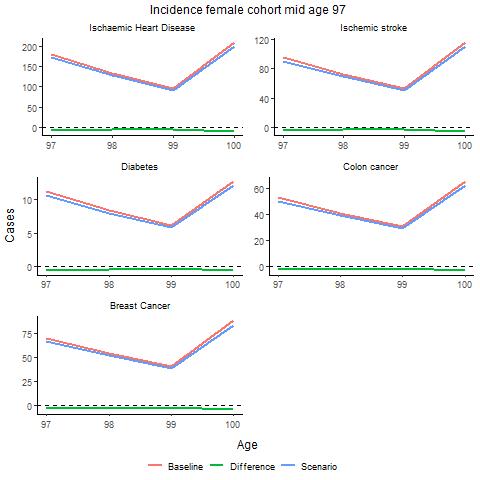 Incidence female cohort mid age 97
Ischaemic Heart Disease
Ischemic stroke
200
150
100
50
0
97 98 99 100
120
80
40
0
97 98 99 100
Diabetes
Colon cancer
10
5
0
97 98 99 100
60
40
20
0
97 98 99 100
Breast Cancer
75
50
25
0
97 98 99 100
Cases
Age
Baseline Difference Scenario